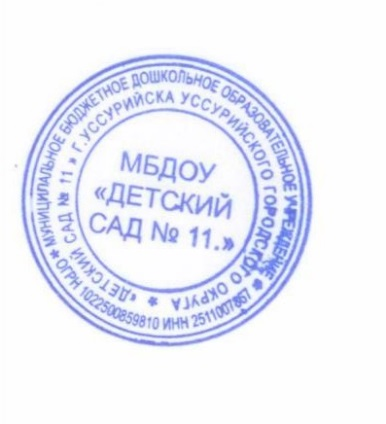 * МУНИЦИПАЛЬНОЕ БЮДЖЕТНОЕ ДОШКОЛЬНОЕ ОБРАЗОВАТЕЛЬНОЕ УЧРЕЖДЕНИЕ *
«ДЕТСКИЙ САД № 11» Г.УССУРИЙСКА УССУРИЙСКОГО ГОРОДСКОГО ОКРУГА *
ОГРН 1022500859810 ИНН 2511007657
МБДОУ
«ДЕТСКИЙ
САД № 11.»